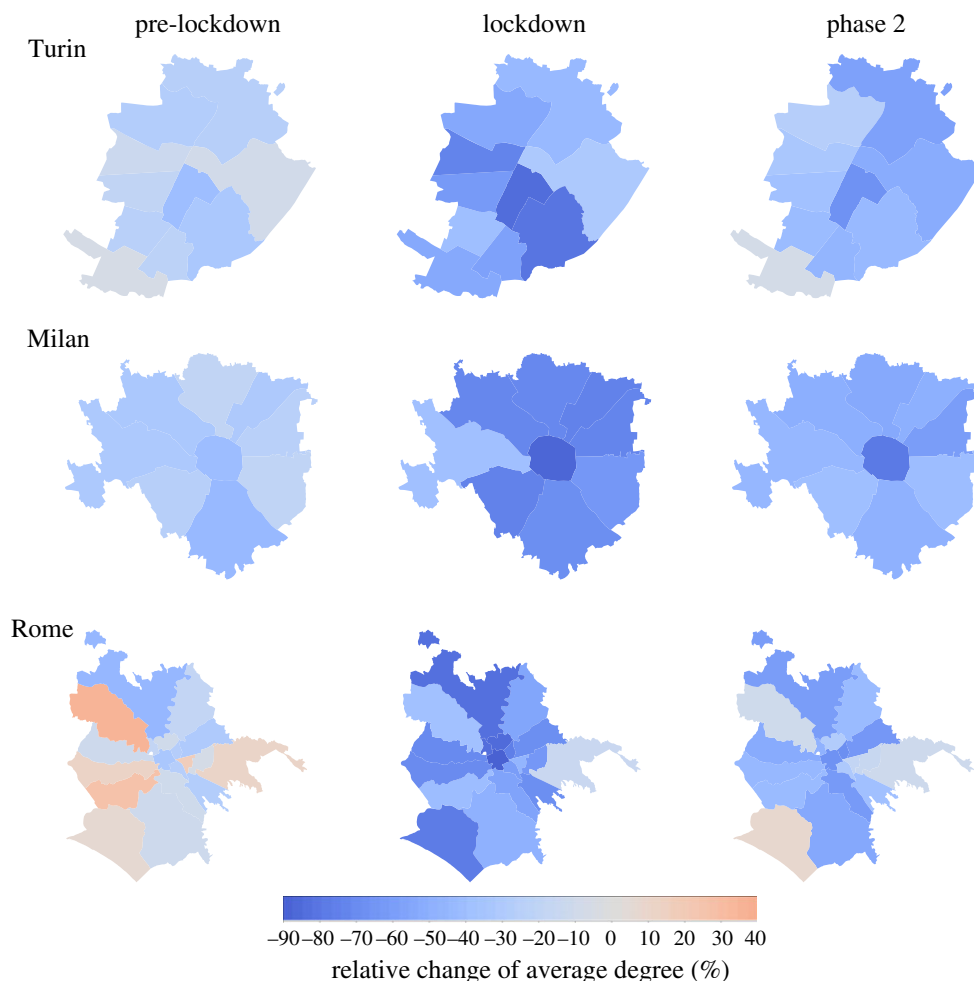 pre-lockdown lockdown phase 2
Turin
Milan
Rome
–90 –80 –70 –60 –50 –40 –30 –20 –10 0 10 20 30 40
relative change of average degree (%)